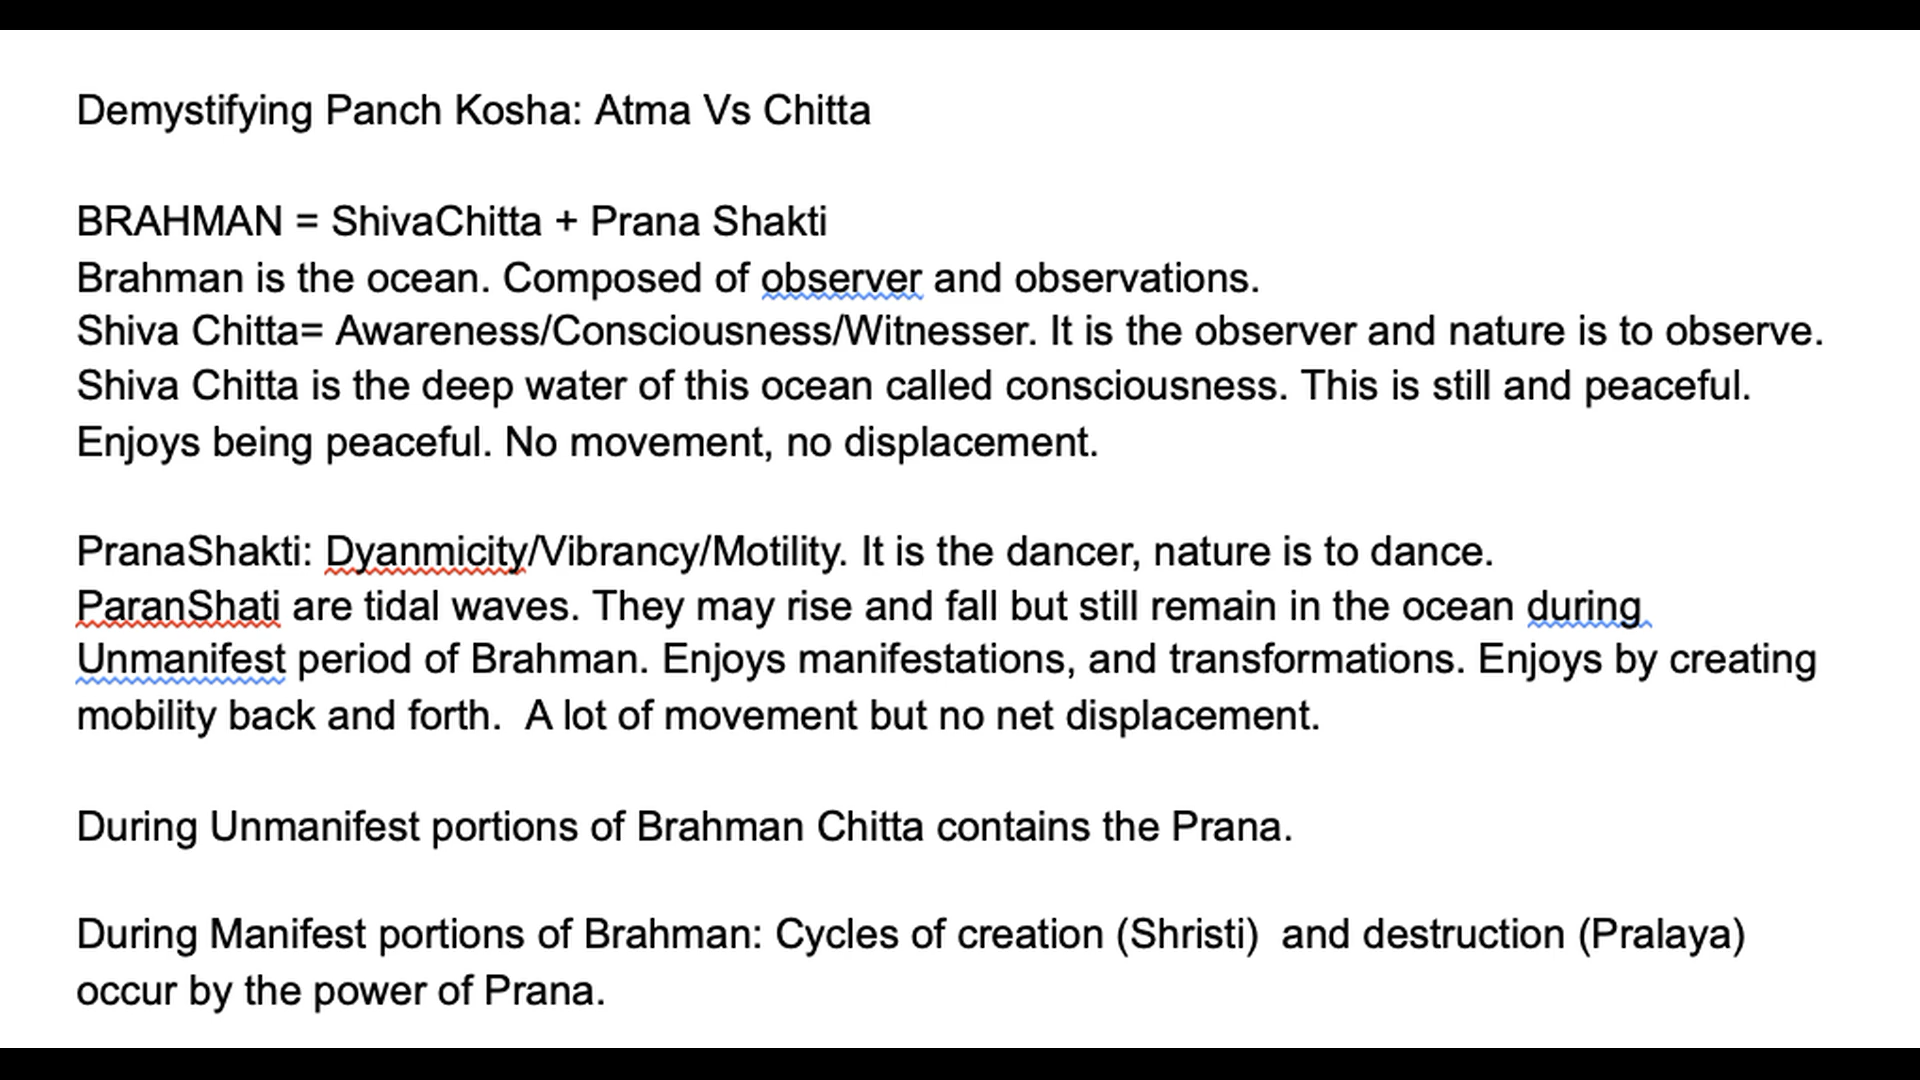 Demystifying Panch Kosha: Atma Vs Chitta
BRAHMAN = ShivaChitta + Prana Shakti
Brahman is the ocean. Composed of observer and observations.
Shiva Chitta= Awareness/Consciousness/Witnesser. It is the observer and nature is to observe.
Shiva Chitta is the deep water of this ocean called consciousness. This is still and peaceful.
Enjoys being peaceful. No movement, no displacement.
PranaShakti: Dyanmicity/Vibrancy/Motility. It is the dancer, nature is to dance.
ParanShati are tidal waves. They may rise and fall but still remain in the ocean during
Unmanifest period of Brahman. Enjoys manifestations, and transformations. Enjoys by creating
mobility back and forth.  A lot of movement but no net displacement.
During Unmanifest portions of Brahman Chitta contains the Prana.
During Manifest portions of Brahman: Cycles of creation (Shristi)  and destruction (Pralaya)
occur by the power of Prana.